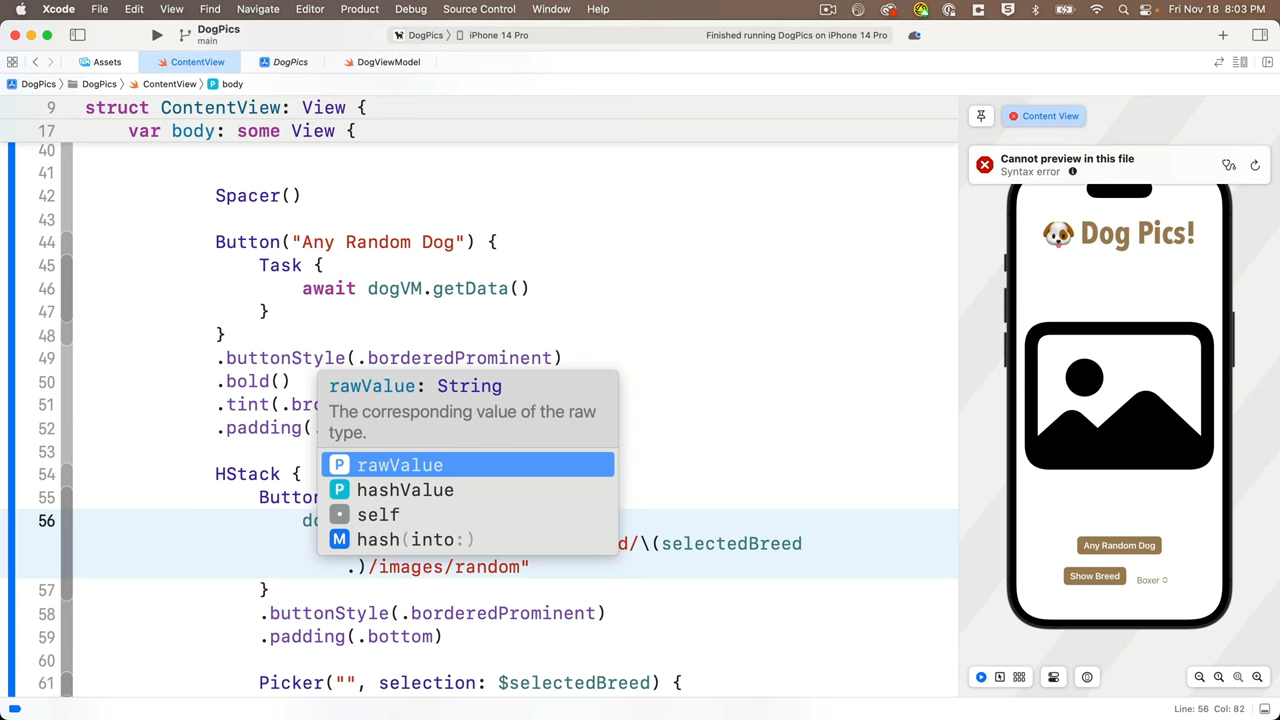 Xcode File Edit View Find Navigate Editor Product Debug Source Control Window Help Fri Nov 18 8:03 PM
DogPics
main
DogPics iPhone 14 Pro
Finished running DogPics on iPhone 14 Pro
Assets ContentView DogPics DogViewModel
DogPics DogPics ContentView P body
9 struct ContentView: View {
17 var body: some View {
40
41
42 Spacer()
43
44 Button("Any Random Dog") {
45 Task {
46 await dogVM.getData()
47 }
48 }
49 .buttonStyle(.borderedProminent)
50 .bold()
51 .tint(.bro
52 .padding(.
53
54 HStack {
55 Button
56 do
d/\(selectedBreed
.)/images/random"
57 }
58 .buttonStyle(.borderedProminent)
59 .padding(.bottom)
60
61 Picker("", selection: $selectedBreed) {
rawValue: String
The corresponding value of the raw
type.
P rawValue
P hashValue
self
M hash(into:)
Content View
Cannot preview in this file
Syntax error
Dog Pics!
Any Random Dog
Show Breed Boxer
Line: 56 Col: 82